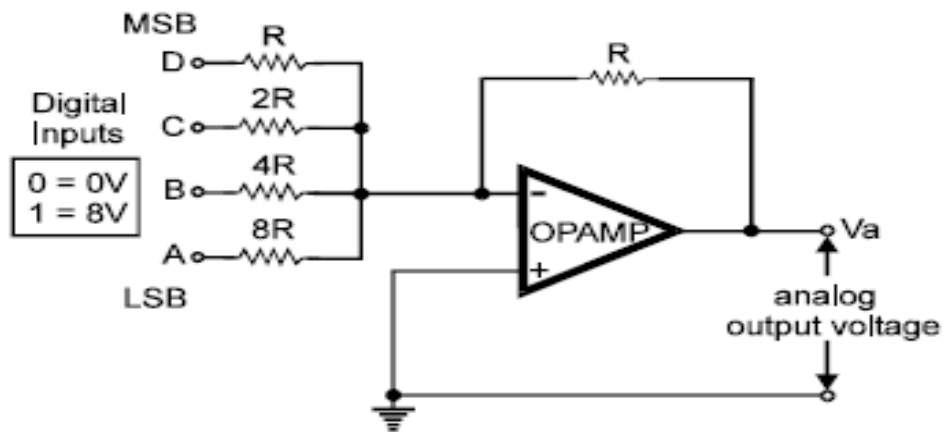 MSB
D
R
R
Digital
Inputs
C
2R
0 = 0V
1 = 8V
B
4R
-
OPAMP
+
Va
A
8R
LSB
analog
output voltage